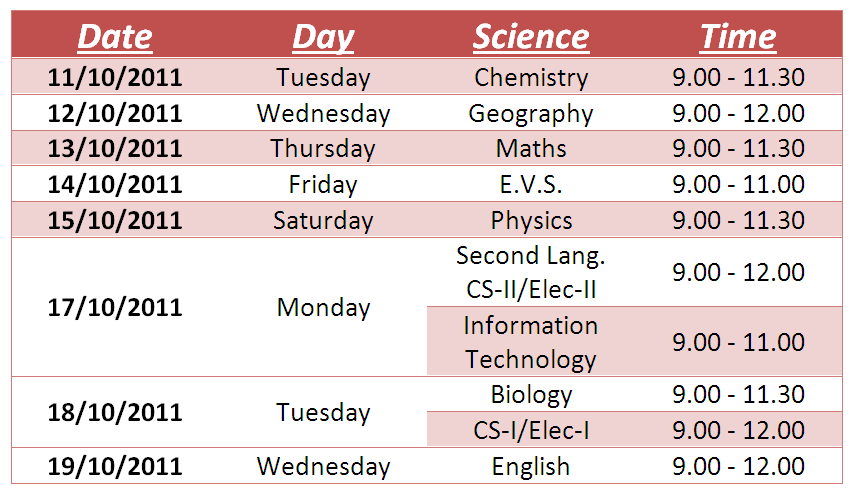 Date Day Science Time
11/10/2011 Tuesday Chemistry 9.00 - 11.30
12/10/2011 Wednesday Geography 9.00 - 12.00
13/10/2011 Thursday Maths 9.00 - 11.30
14/10/2011 Friday E.V.S. 9.00 - 11.00
15/10/2011 Saturday Physics 9.00 - 11.30
17/10/2011 Monday
Second Lang.
CS-II/Elec-II
9.00 - 12.00
Information
Technology
9.00 - 11.00
18/10/2011 Tuesday
Biology 9.00 - 11.30
CS-I/Elec-I 9.00 - 12.00
19/10/2011 Wednesday English 9.00 - 12.00